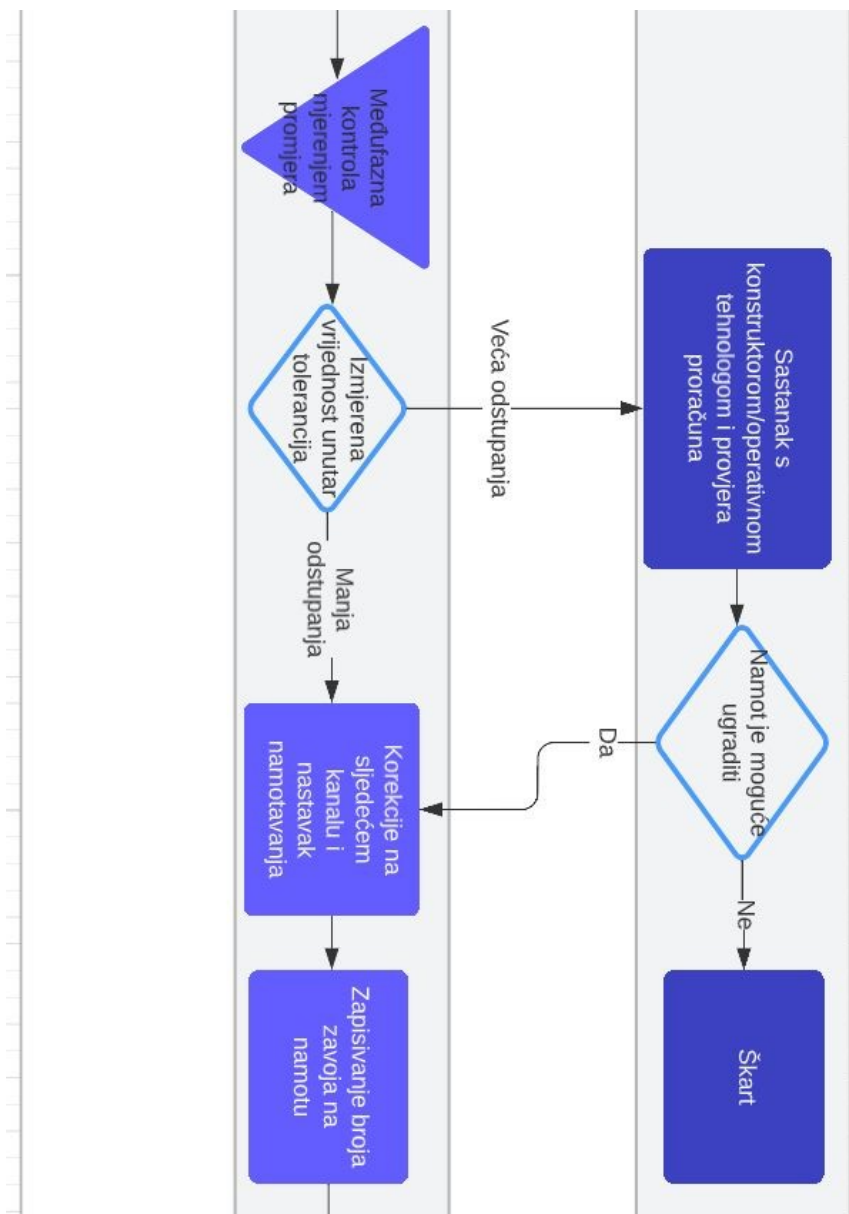 Međufazna
kontrola
mjerenjem
promjera
Izmjerena
vrijednost unutar
tolerancija
Veća odstupanja
Sastanak s
konstruktorom/operativnom
tehnologom i provjera
proračuna
Manja
odstupanja
Namot je moguće
ugraditi
Da
Ne
Korekcije na
sljedećem
kanalu i
nastavak
namotavanja
Zapisivanje broja
zavoja na
namotu
Škart